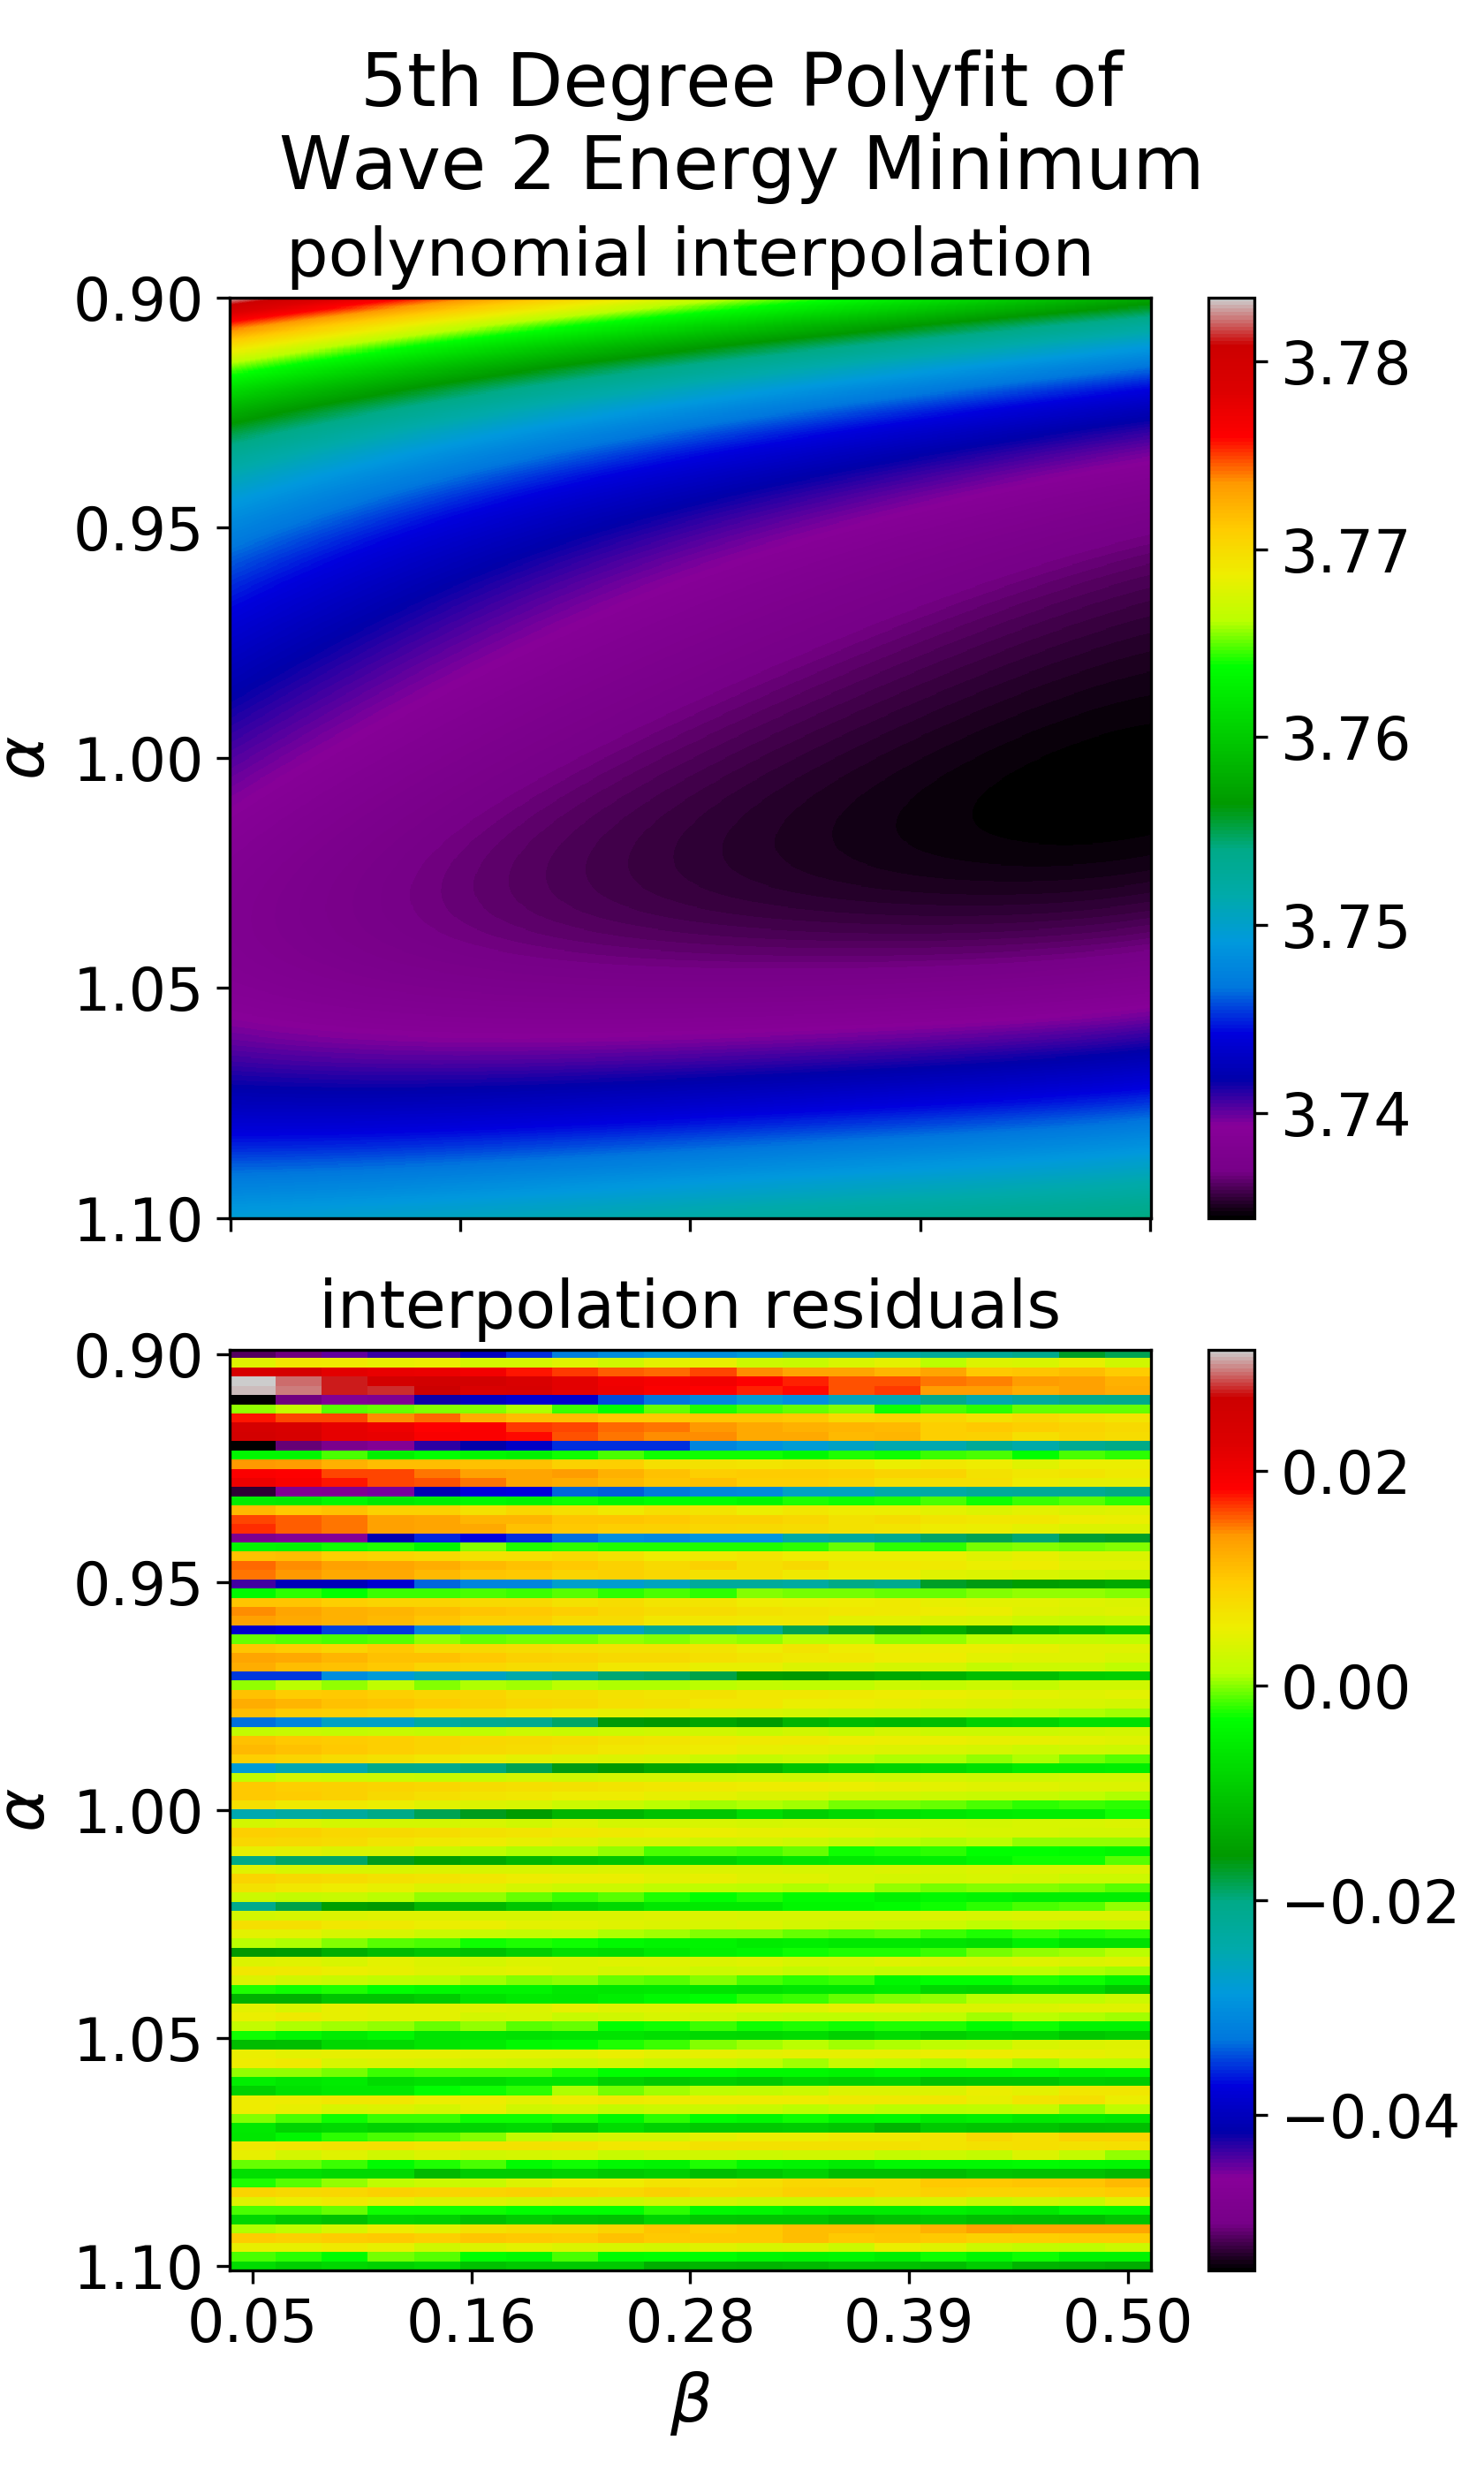 5th Degree Polyfit of
Wave 2 Energy Minimum
polynomial interpolation
0.90
0.95
1.00
1.05
1.10
α
3.78
3.77
3.76
3.75
3.74
interpolation residuals
0.90
0.95
1.00
1.05
1.10
α
0.02
0.00
−0.02
−0.04
0.05 0.16 0.28 0.39 0.50
β